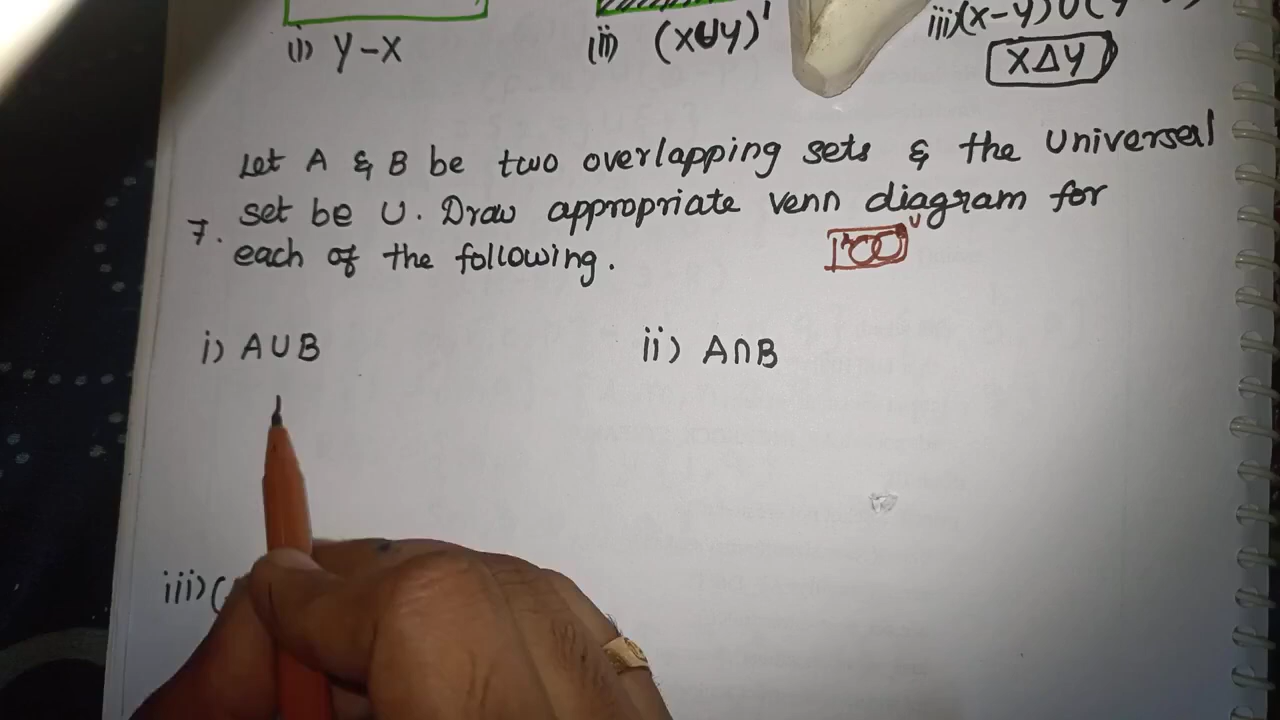 (i) Y-X
(ii) (X∪Y)'
iii)(X-Y)∪(Y
X∆Y
Let A & B be two overlapping sets & the Universal
7. set be U. Draw appropriate venn diagram for
each of the following.
U
i) A∪B
ii) A∩B
iii)(